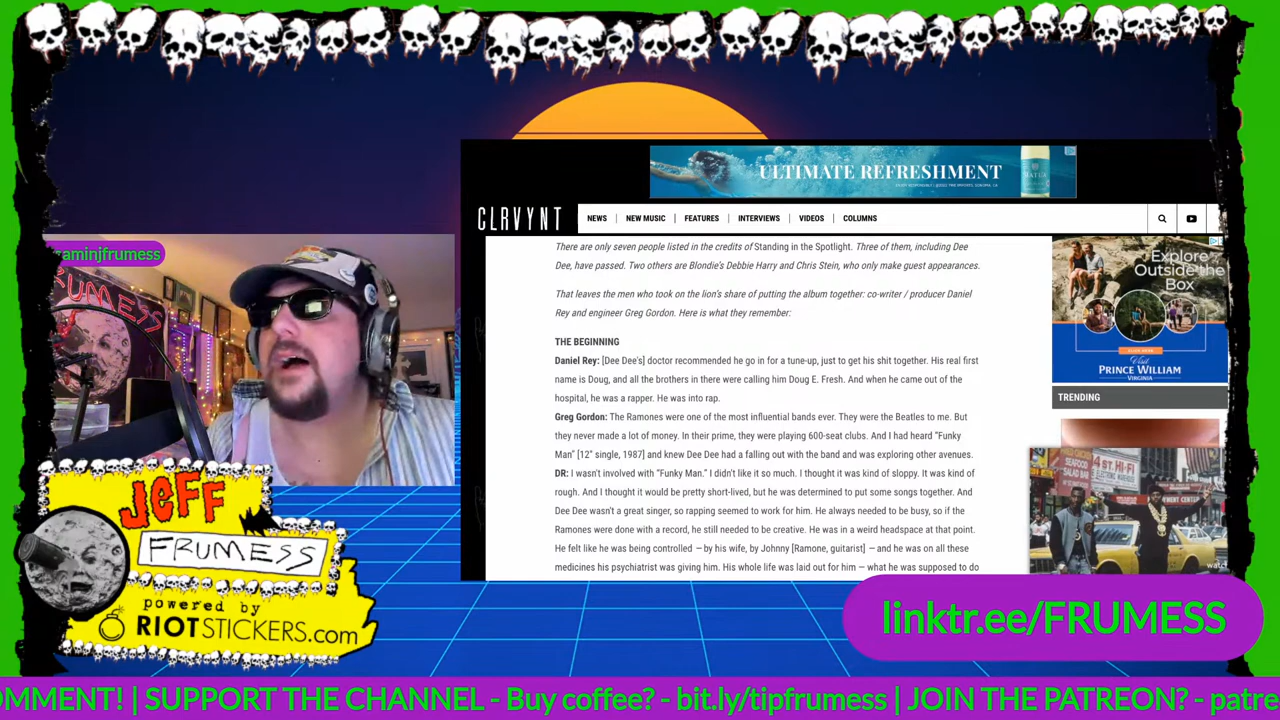 ULTIMATE REFRESHMENT
MATUA
CLRVYNT
NEWS | NEW MUSIC | FEATURES | INTERVIEWS | VIDEOS | COLUMNS
There are only seven people listed in the credits of Standing in the Spotlight. Three of them, including Dee
Dee, have passed. Two others are Blondie's Debbie Harry and Chris Stein, who only make guest appearances.
That leaves the men who took on the lion's share of putting the album together: co-writer / producer Daniel
Rey and engineer Greg Gordon. Here is what they remember:
THE BEGINNING
Daniel Rey: [Dee Dee's] doctor recommended he go in for a tune-up, just to get his shit together. His real first
name is Doug, and all the brothers in there were calling him Doug E. Fresh. And when he came out of the
hospital, he was a rapper. He was into rap.
Greg Gordon: The Ramones were one of the most influential bands ever. They were the Beatles to me. But
they never made a lot of money. In their prime, they were playing 600-seat clubs. And I had heard “Funky
Man” [12" single, 1987] and knew Dee Dee had a falling out with the band and was exploring other avenues.
DR: I wasn't involved with “Funky Man.” I didn't like it so much. I thought it was kind of sloppy. It was kind of
rough. And I thought it would be pretty short-lived, but he was determined to put some songs together. And
Dee Dee wasn't a great singer, so rapping seemed to work for him. He always needed to be busy, so if the
Ramones were done with a record, he still needed to be creative. He was in a weird headspace at that point.
He felt like he was being controlled — by his wife, by Johnny [Ramone, guitarist] — and he was on all these
medicines his psychiatrist was giving him. His whole life was laid out for him — what he was supposed to do
Explore
Outside the
Box
Visit
PRINCE WILLIAM
VIRGINIA
TRENDING
SEAFOOD
SALAD BAR
4 ST. HI-FI
raminjfrumess
FRUMESS
JEFF
FRUMESS
powered by
RIOTSTICKERS.com
linktr.ee/FRUMESS
OMMENT! | SUPPORT THE CHANNEL - Buy coffee? - bit.ly/tipfrumess | JOIN THE PATREON? - patre